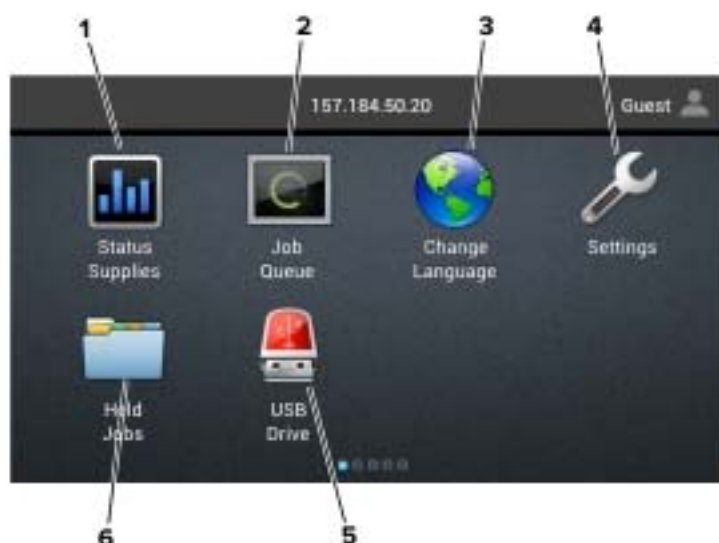 1 2 3 4
157.184.50.20 Guest
Status
Supplies
Job
Queue
Change
Language
Settings
Held
Jobs
USB
Drive
6 5